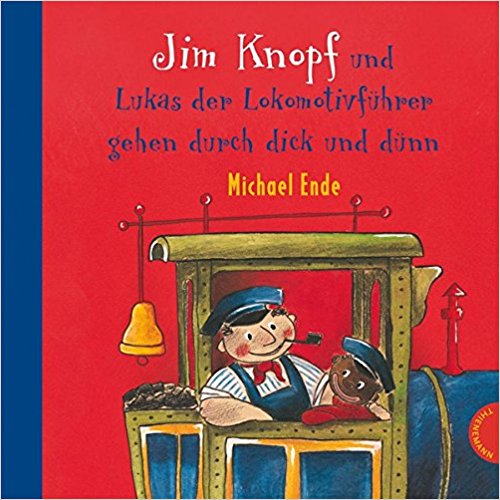 Jim Knopf und
Lukas der Lokomotivführer
gehen durch dick und dünn
Michael Ende
THIENEMANN